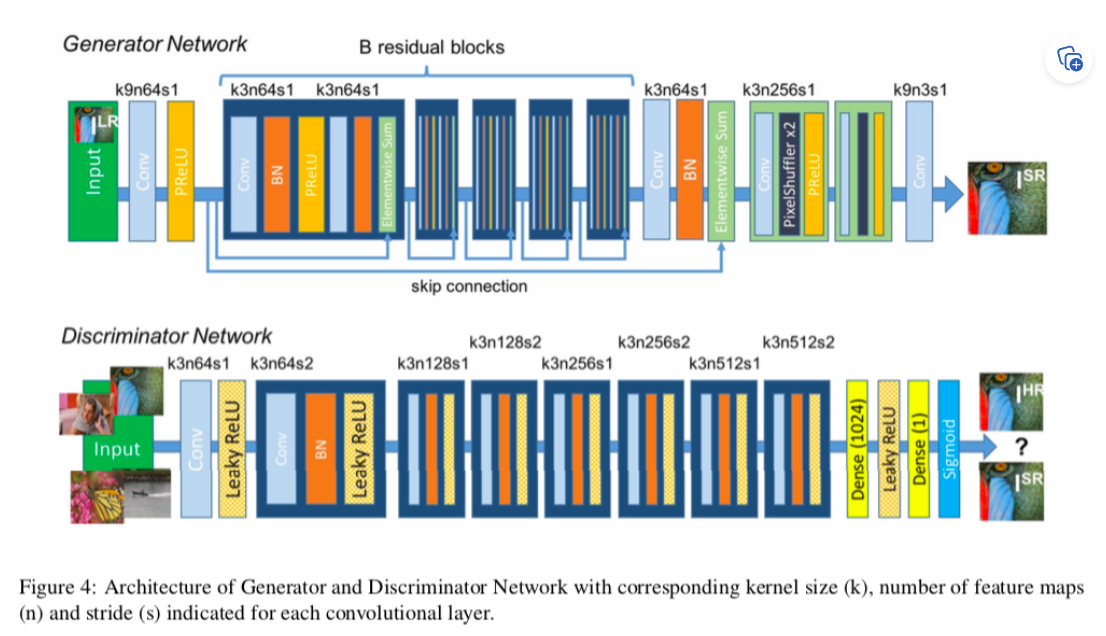 Generator Network
B residual blocks
k9n64s1
k3n64s1
k3n64s1
k3n64s1
k3n256s1
k9n3s1
Input
I LR
Conv
PReLU
Conv
BN
PReLU
Elementwise Sum
Conv
BN
Elementwise Sum
Conv
PixelShuffler x2
PReLU
Conv
I SR
skip connection
Discriminator Network
k3n128s2
k3n256s2
k3n512s2
k3n64s1
k3n64s2
k3n128s1
k3n256s1
k3n512s1
Input
Conv
Leaky ReLU
Conv
BN
Leaky ReLU
Dense (1024)
Leaky ReLU
Dense (1)
Sigmoid
I HR
?
I SR
Figure 4: Architecture of Generator and Discriminator Network with corresponding kernel size (k), number of feature maps
(n) and stride (s) indicated for each convolutional layer.